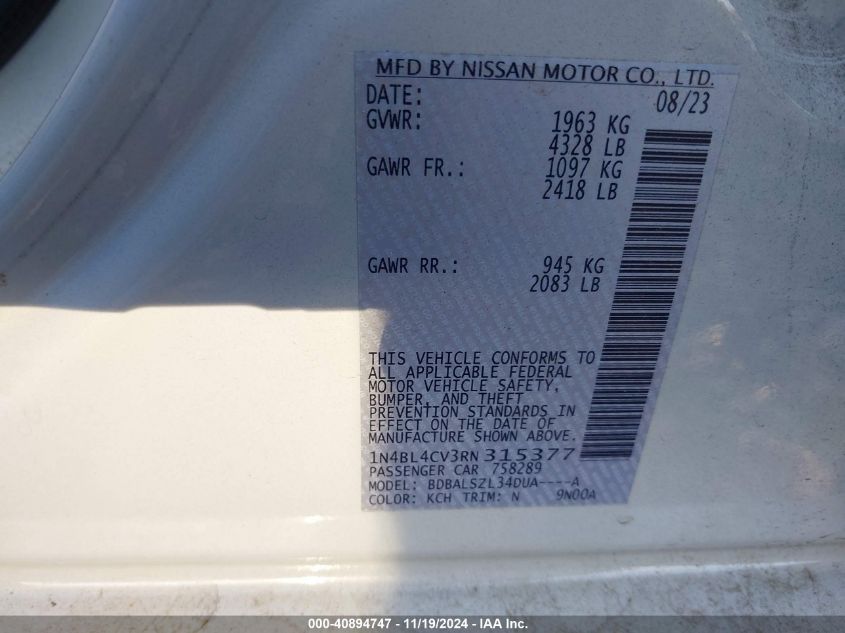 MFD BY NISSAN MOTOR CO., LTD.
DATE: 08/23
GVWR: 1963 KG
4328 LB
GAWR FR.: 1097 KG
2418 LB
GAWR RR.: 945 KG
2083 LB
THIS VEHICLE CONFORMS TO
ALL APPLICABLE FEDERAL
MOTOR VEHICLE SAFETY,
BUMPER, AND THEFT
PREVENTION STANDARDS IN
EFFECT ON THE DATE OF
MANUFACTURE SHOWN ABOVE.
1N4BL4CV3RN315377
PASSENGER CAR 758289
MODEL: BDBALSZL34DUA----A
COLOR: KCH TRIM: N 9N00A
000-40894747 - 11/19/2024 - IAA Inc.